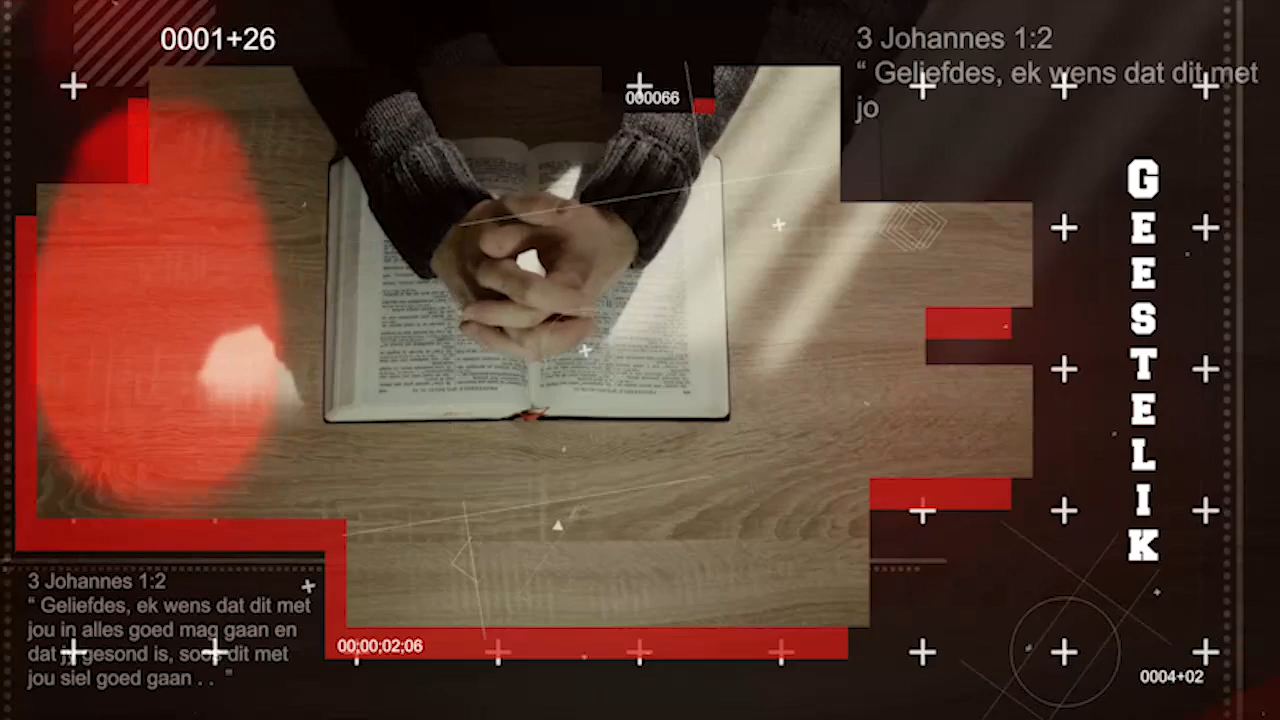 0001+26
3 Johannes 1:2
“ Geliefdes, ek wens dat dit met
jo
000066
GEESTELIK
3 Johannes 1:2
“ Geliefdes, ek wens dat dit met
jou in alles goed mag gaan en
dat jy gesond is, soos dit met
jou siel goed gaan . . ”
00;00;02;06
0004+02